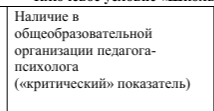 Наличие в
общеобразовательной
организации педагога-
психолога
(«критический» показатель)